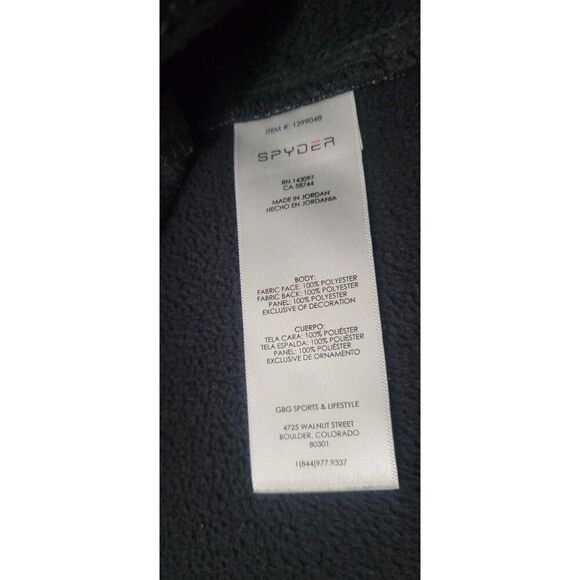 ITEM #: 1299048
SPYDER
RN 143097
CA 58744
MADE IN JORDAN
HECHO EN JORDANIA
BODY:
FABRIC FACE: 100% POLYESTER
FABRIC BACK: 100% POLYESTER
PANEL: 100% POLYESTER
EXCLUSIVE OF DECORATION
CUERPO:
TELA CARA: 100% POLIÉSTER
TELA ESPALDA: 100% POLIÉSTER
PANEL: 100% POLIÉSTER
EXCLUSIVE DE ORNAMENTO
GBG SPORTS & LIFESTYLE
4725 WALNUT STREET
BOULDER, COLORADO
80301
1(844)977 9337